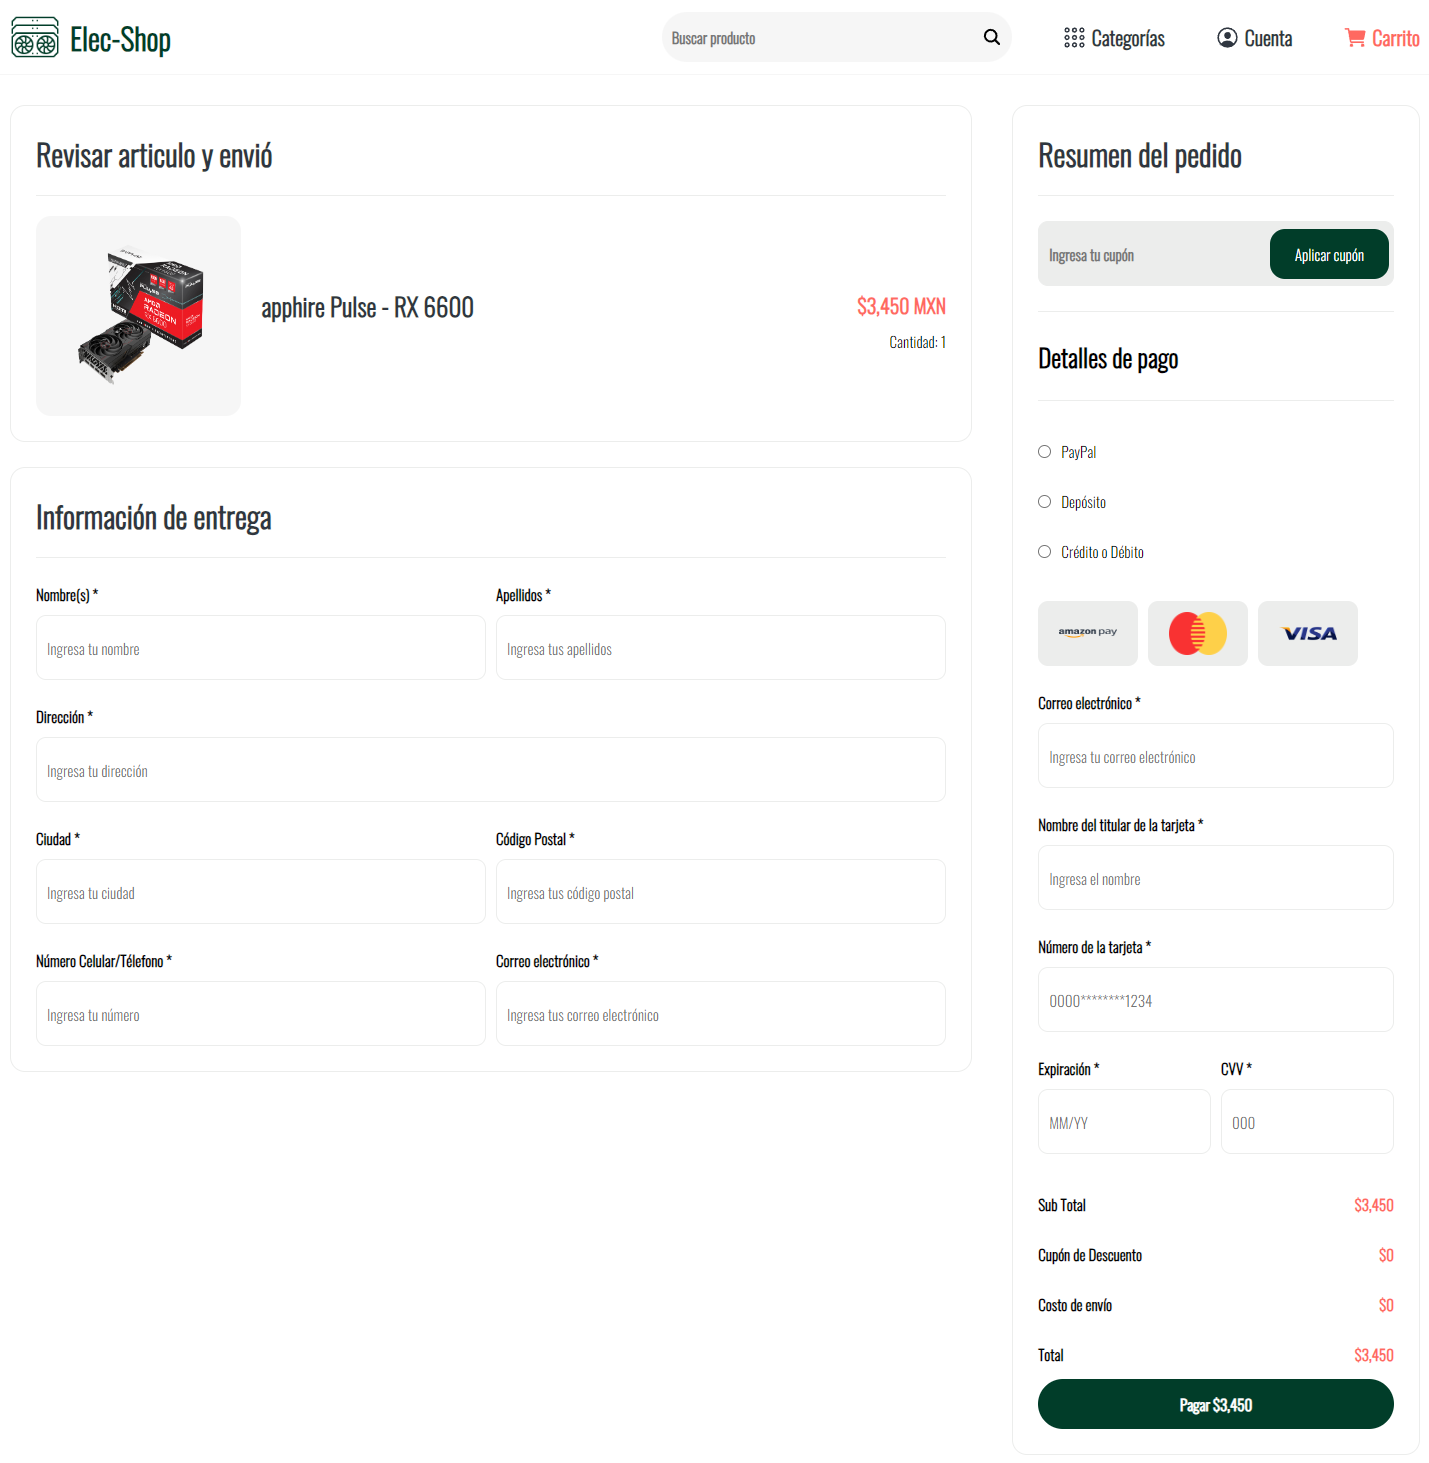 Elec-Shop
Buscar producto
Categorías
Cuenta
Carrito
Revisar articulo y envió
AMD
RADEON
RX 6600
apphire Pulse - RX 6600
$3,450 MXN
Cantidad: 1
Información de entrega
Nombre(s) *
Apellidos *
Ingresa tu nombre
Ingresa tus apellidos
Dirección *
Ingresa tu dirección
Ciudad *
Código Postal *
Ingresa tu ciudad
Ingresa tus código postal
Número Celular/Télefono *
Correo electrónico *
Ingresa tu número
Ingresa tus correo electrónico
Resumen del pedido
Ingresa tu cupón
Aplicar cupón
Detalles de pago
PayPal
Depósito
Crédito o Débito
amazon pay
VISA
Correo electrónico *
Ingresa tu correo electrónico
Nombre del titular de la tarjeta *
Ingresa el nombre
Número de la tarjeta *
0000********1234
Expiración *
CVV *
MM/YY
000
Sub Total
$3,450
Cupón de Descuento
$0
Costo de envío
$0
Total
$3,450
Pagar $3,450